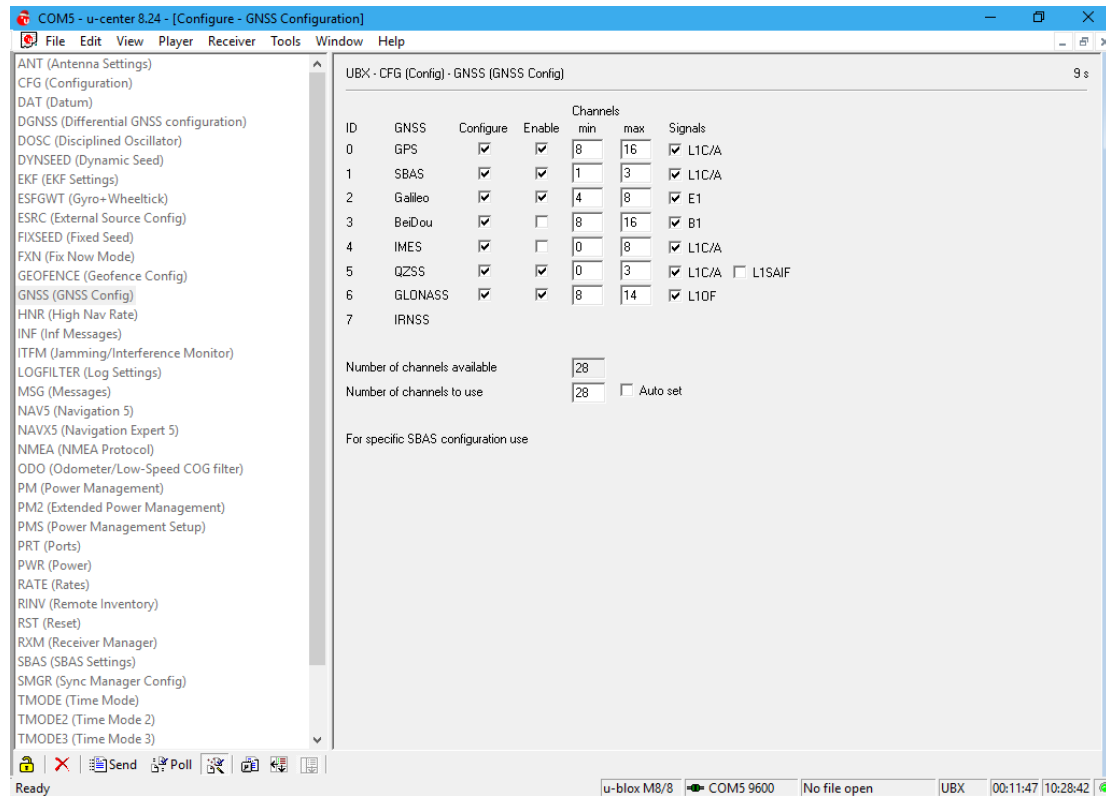 COM5 - u-center 8.24 - [Configure - GNSS Configuration]
File Edit View Player Receiver Tools Window Help
ANT (Antenna Settings)
CFG (Configuration)
DAT (Datum)
DGNSS (Differential GNSS configuration)
DOSC (Disciplined Oscillator)
DYNSEED (Dynamic Seed)
EKF (EKF Settings)
ESFGWT (Gyro+Wheeltick)
ESRC (External Source Config)
FIXSEED (Fixed Seed)
FXN (Fix Now Mode)
GEOFENCE (Geofence Config)
GNSS (GNSS Config)
HNR (High Nav Rate)
INF (Inf Messages)
ITFM (Jamming/Interference Monitor)
LOGFILTER (Log Settings)
MSG (Messages)
NAV5 (Navigation 5)
NAVX5 (Navigation Expert 5)
NMEA (NMEA Protocol)
ODO (Odometer/Low-Speed COG filter)
PM (Power Management)
PM2 (Extended Power Management)
PMS (Power Management Setup)
PRT (Ports)
PWR (Power)
RATE (Rates)
RINV (Remote Inventory)
RST (Reset)
RXM (Receiver Manager)
SBAS (SBAS Settings)
SMGR (Sync Manager Config)
TMODE (Time Mode)
TMODE2 (Time Mode 2)
TMODE3 (Time Mode 3)
UBX - CFG (Config) - GNSS (GNSS Config) 9 s
Channels
ID GNSS Configure Enable min max Signals
0 GPS 8 16 L1C/A
1 SBAS 1 3 L1C/A
2 Galileo 4 8 E1
3 BeiDou 8 16 B1
4 IMES 0 8 L1C/A
5 QZSS 0 3 L1C/A L1SAIF
6 GLONASS 8 14 L1OF
7 IRNSS
Number of channels available 28
Number of channels to use 28 Auto set
For specific SBAS configuration use
Send Poll
Ready u-blox M8/8 COM5 9600 No file open UBX 00:11:47 10:28:42